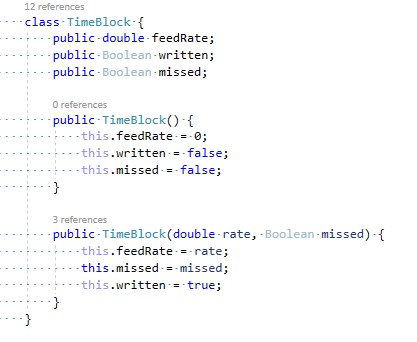 12 references
class TimeBlock {
public double feedRate;
public Boolean written;
public Boolean missed;
0 references
public TimeBlock() {
this.feedRate = 0;
this.written = false;
this.missed = false;
}
3 references
public TimeBlock(double rate, Boolean missed) {
this.feedRate = rate;
this.missed = missed;
this.written = true;
}
}